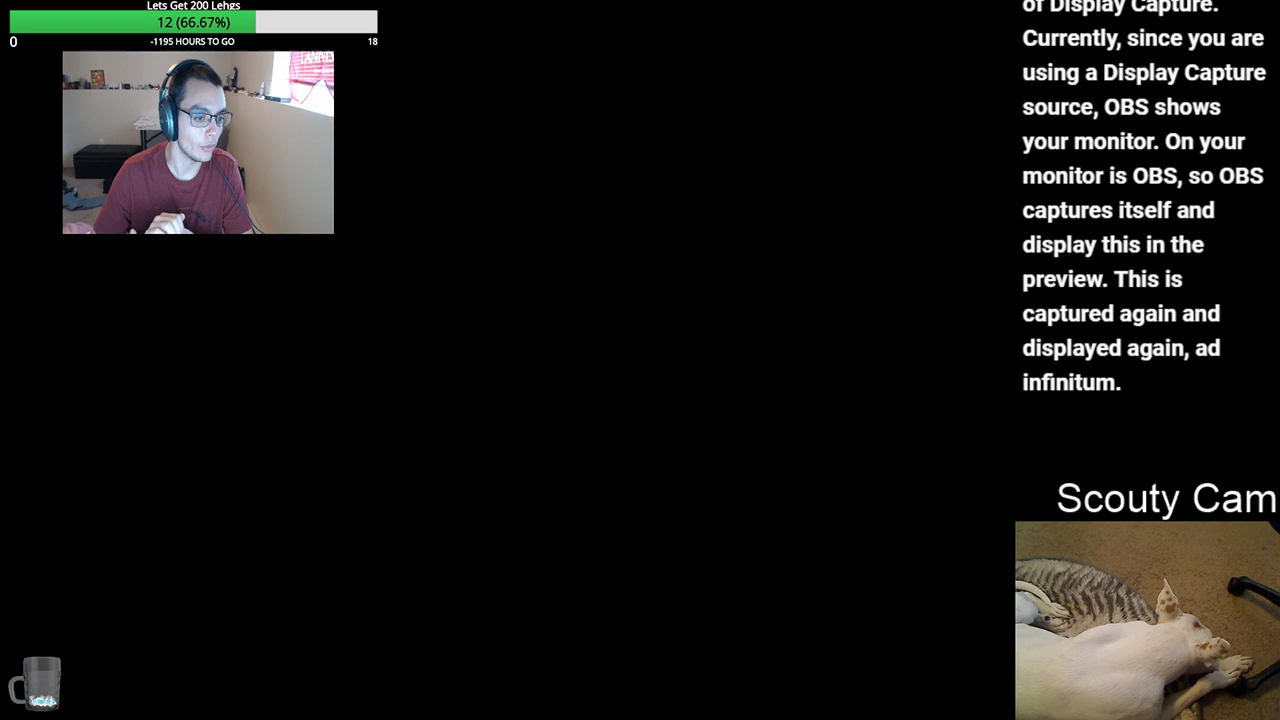 Lets Get 200 Lehgs
12 (66.67%)
0
-1195 HOURS TO GO
18
of Display Capture.
Currently, since you are
using a Display Capture
source, OBS shows
your monitor. On your
monitor is OBS, so OBS
captures itself and
display this in the
preview. This is
captured again and
displayed again, ad
infinitum.
Scouty Cam